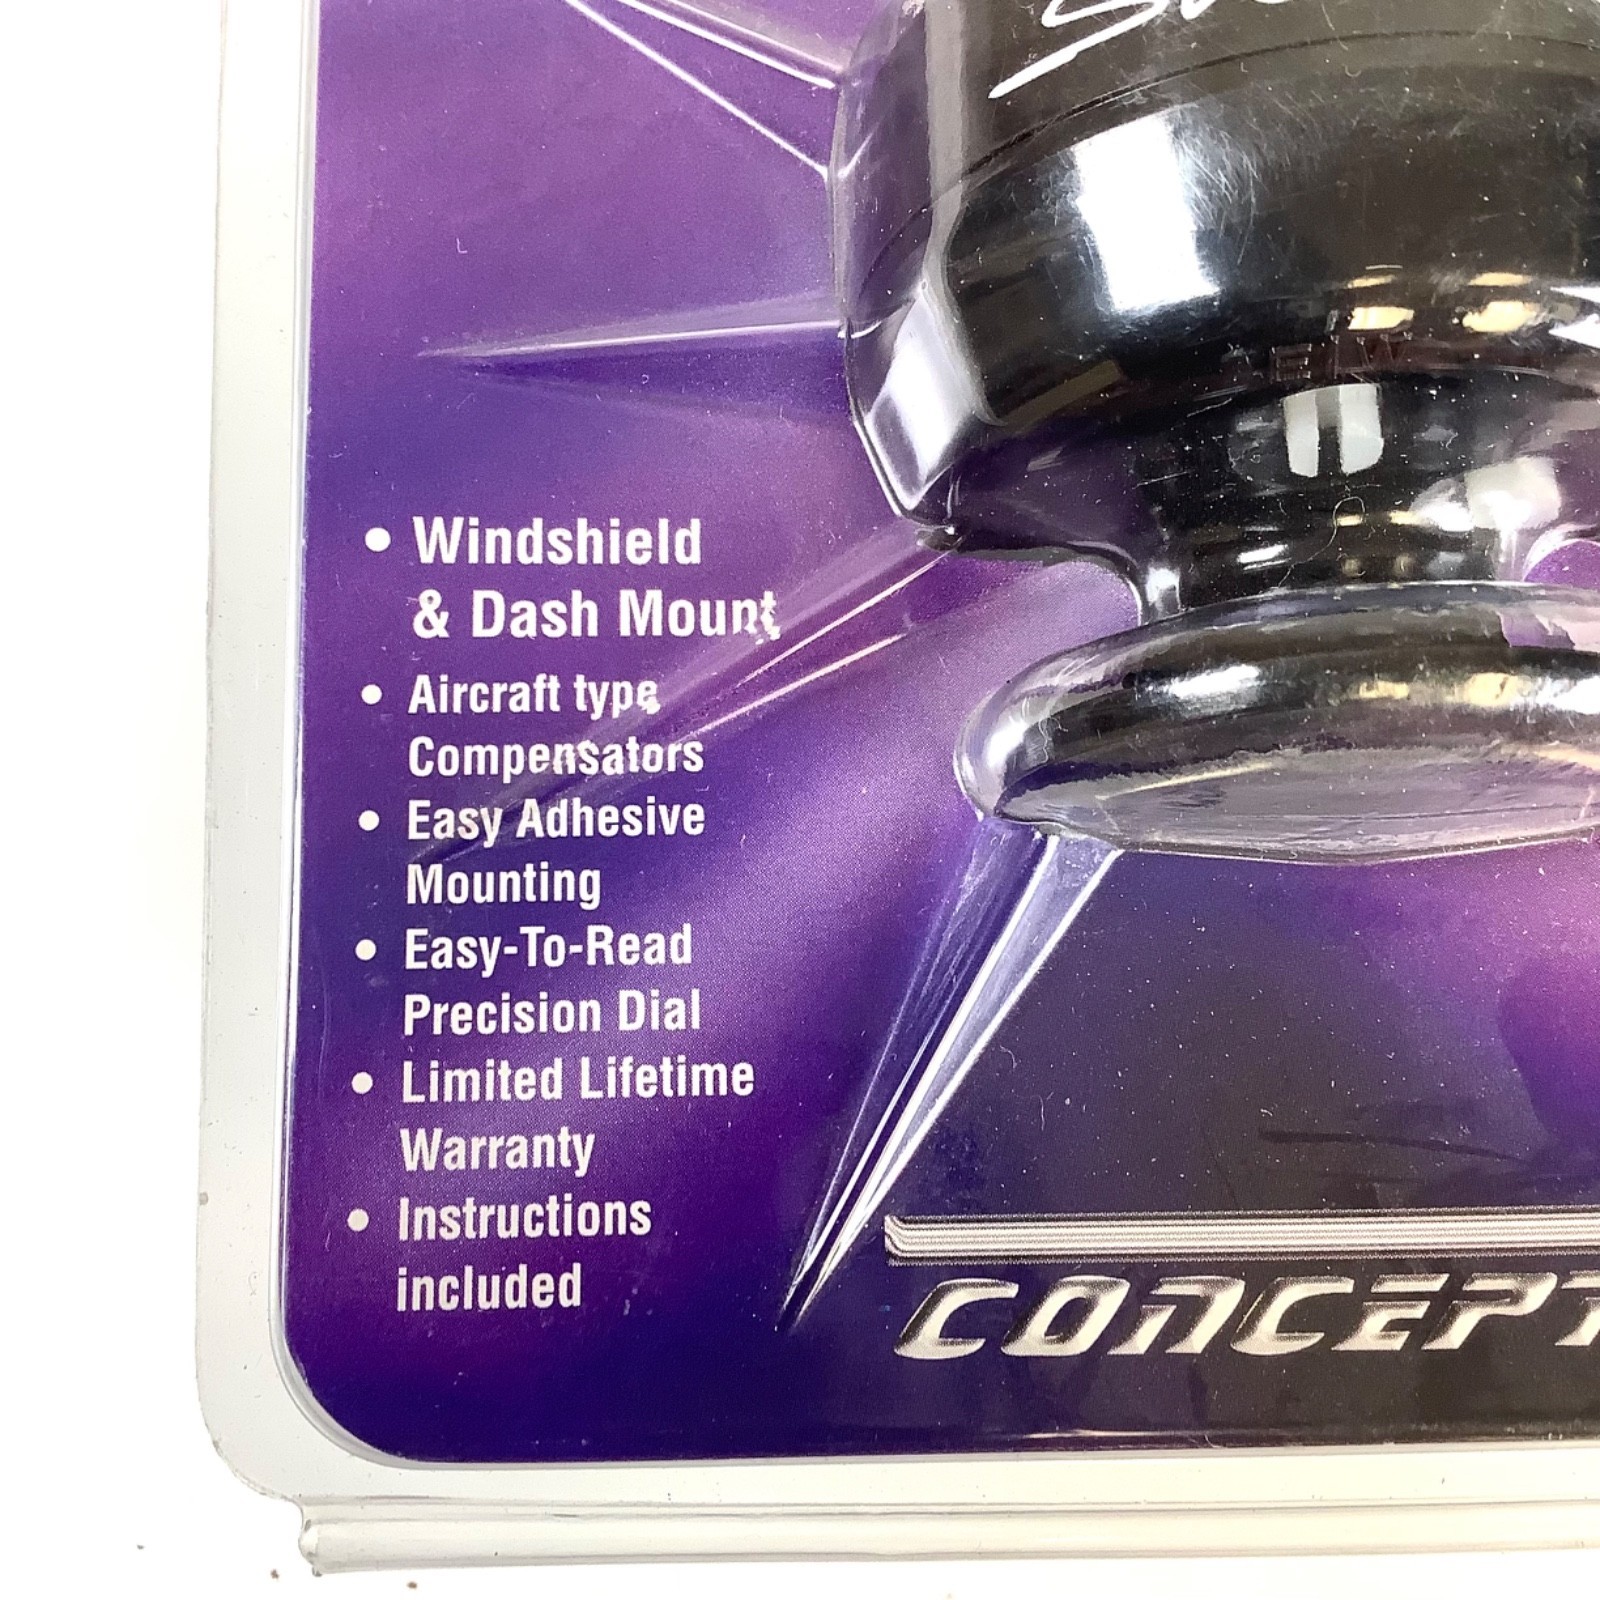 • Windshield
& Dash Mount
• Aircraft type
Compensators
• Easy Adhesive
Mounting
• Easy-To-Read
Precision Dial
• Limited Lifetime
Warranty
• Instructions
included
CONCEPT